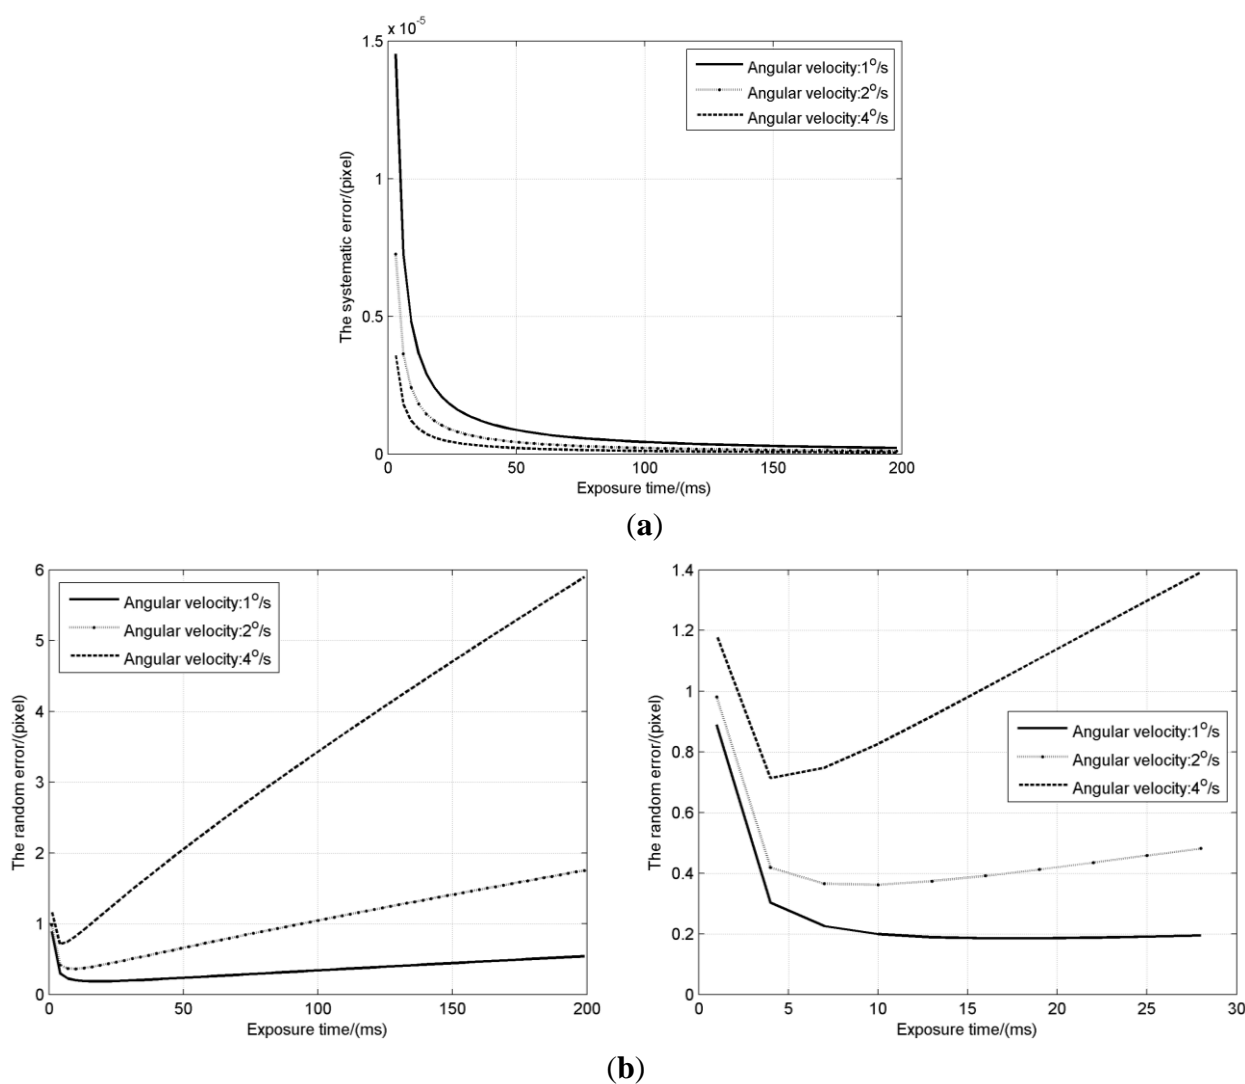 x 10^-5
1.5
1
0.5
0
The systematic error/(pixel)
Angular velocity:1°/s
Angular velocity:2°/s
Angular velocity:4°/s
0 50 100 150 200
Exposure time/(ms)
(a)
6
5
4
3
2
1
0
The random error/(pixel)
Angular velocity:1°/s
Angular velocity:2°/s
Angular velocity:4°/s
0 50 100 150 200
Exposure time/(ms)
1.4
1.2
1
0.8
0.6
0.4
0.2
0
The random error/(pixel)
Angular velocity:1°/s
Angular velocity:2°/s
Angular velocity:4°/s
0 5 10 15 20 25 30
Exposure time/(ms)
(b)